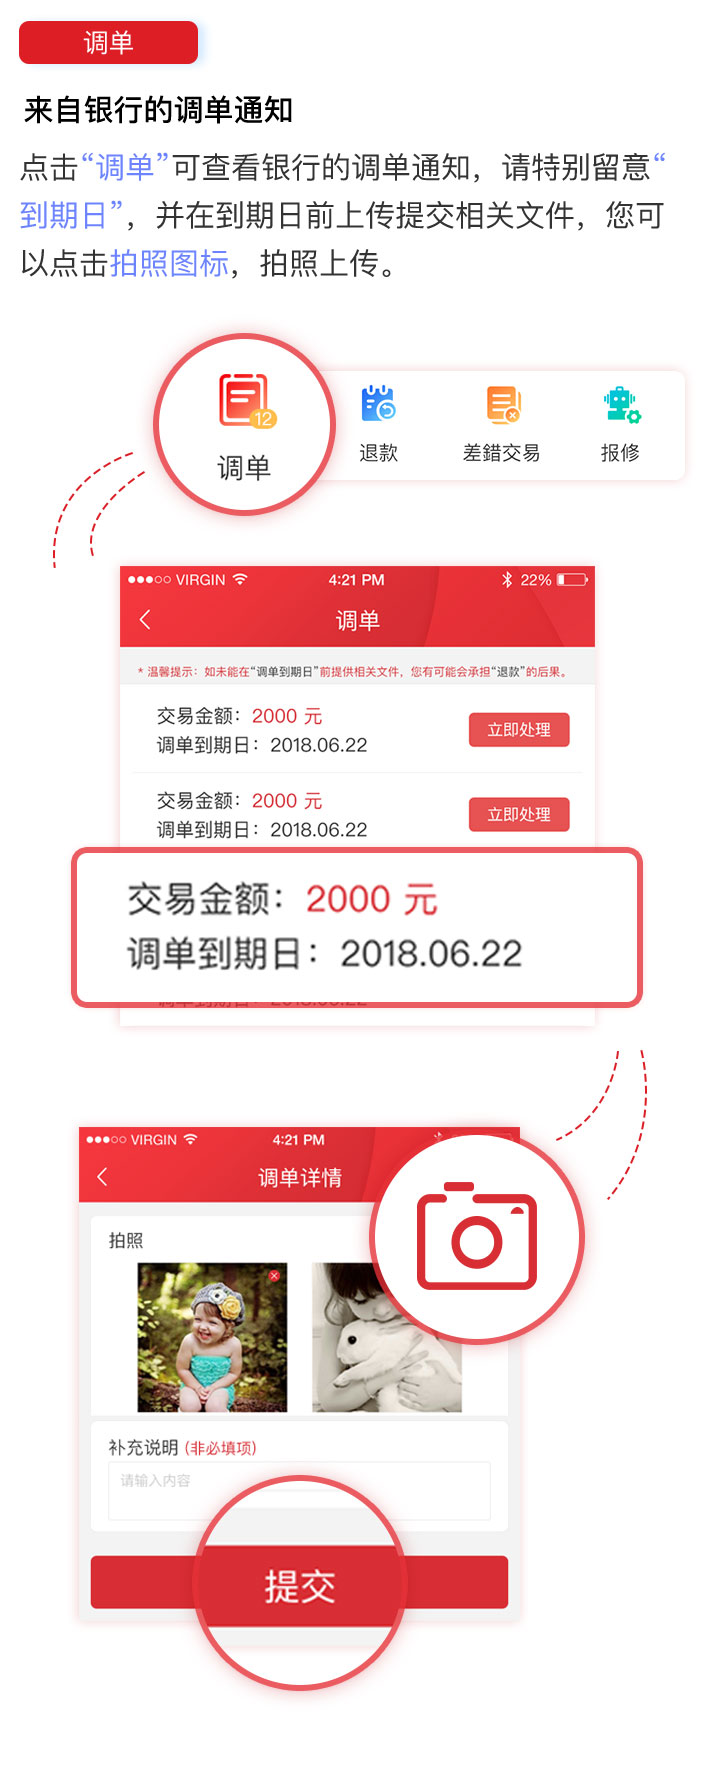 调单
来自银行的调单通知
点击“调单”可查看银行的调单通知，请特别留意“
到期日”，并在到期日前上传提交相关文件，您可
以点击拍照图标，拍照上传。
12
调单
退款
差錯交易
报修
VIRGIN 4:21 PM 22%
调单
* 温馨提示：如未能在“调单到期日”前提供相关文件，您有可能会承担“退款”的后果。
交易金额：2000 元
调单到期日：2018.06.22
立即处理
交易金额：2000 元
调单到期日：2018.06.22
立即处理
交易金额：2000 元
调单到期日：2018.06.22
VIRGIN 4:21 PM
调单详情
拍照
补充说明 (非必填项)
请输入内容
提交